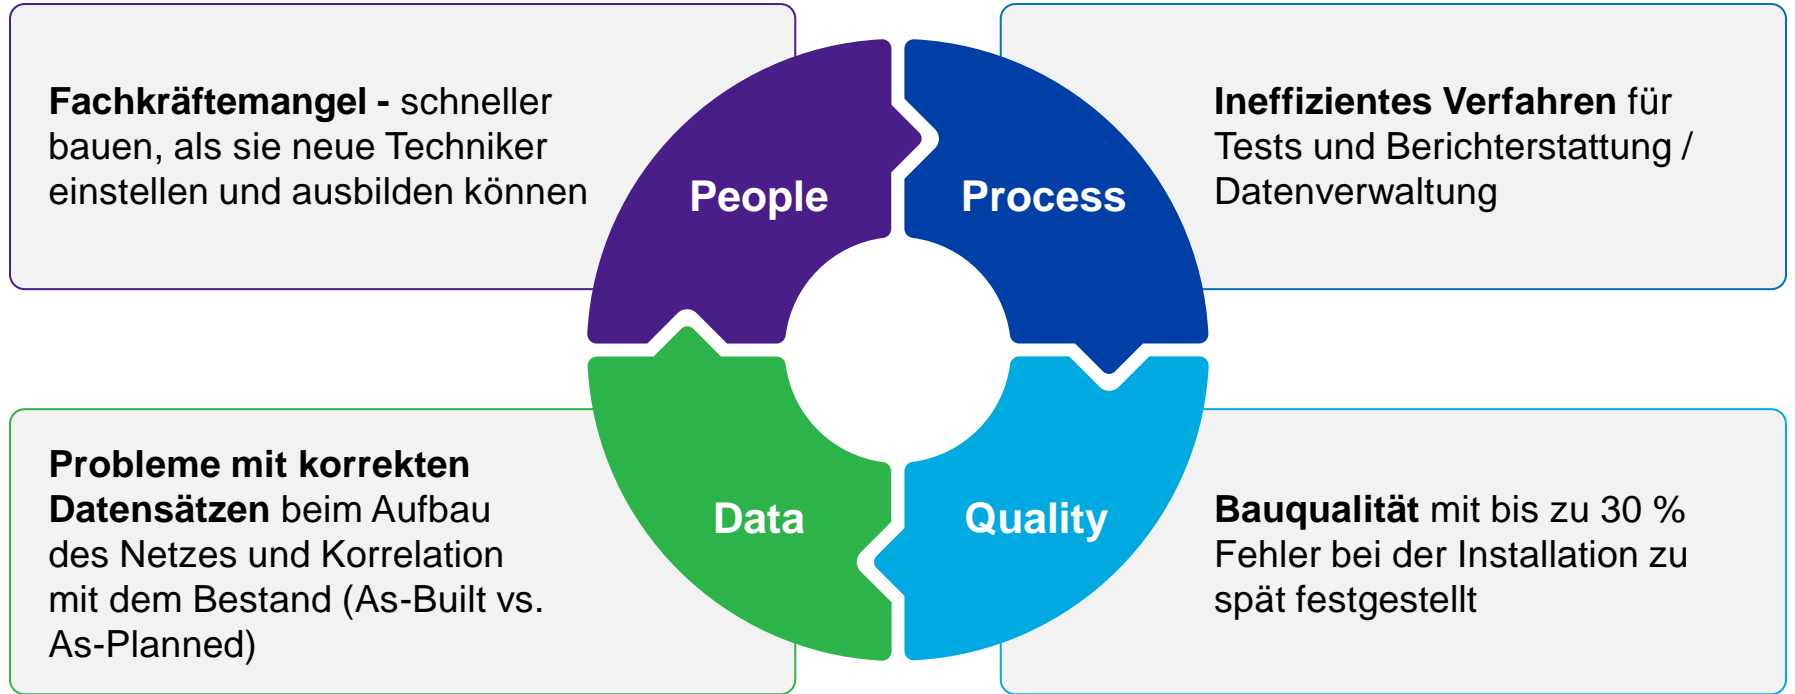 Fachkräftemangel - schneller
bauen, als sie neue Techniker
einstellen und ausbilden können
People
Process
Ineffizientes Verfahren für
Tests und Berichterstattung /
Datenverwaltung
Probleme mit korrekten
Datensätzen beim Aufbau
des Netzes und Korrelation
mit dem Bestand (As-Built vs.
As-Planned)
Data
Quality
Bauqualität mit bis zu 30 %
Fehler bei der Installation zu
spät festgestellt